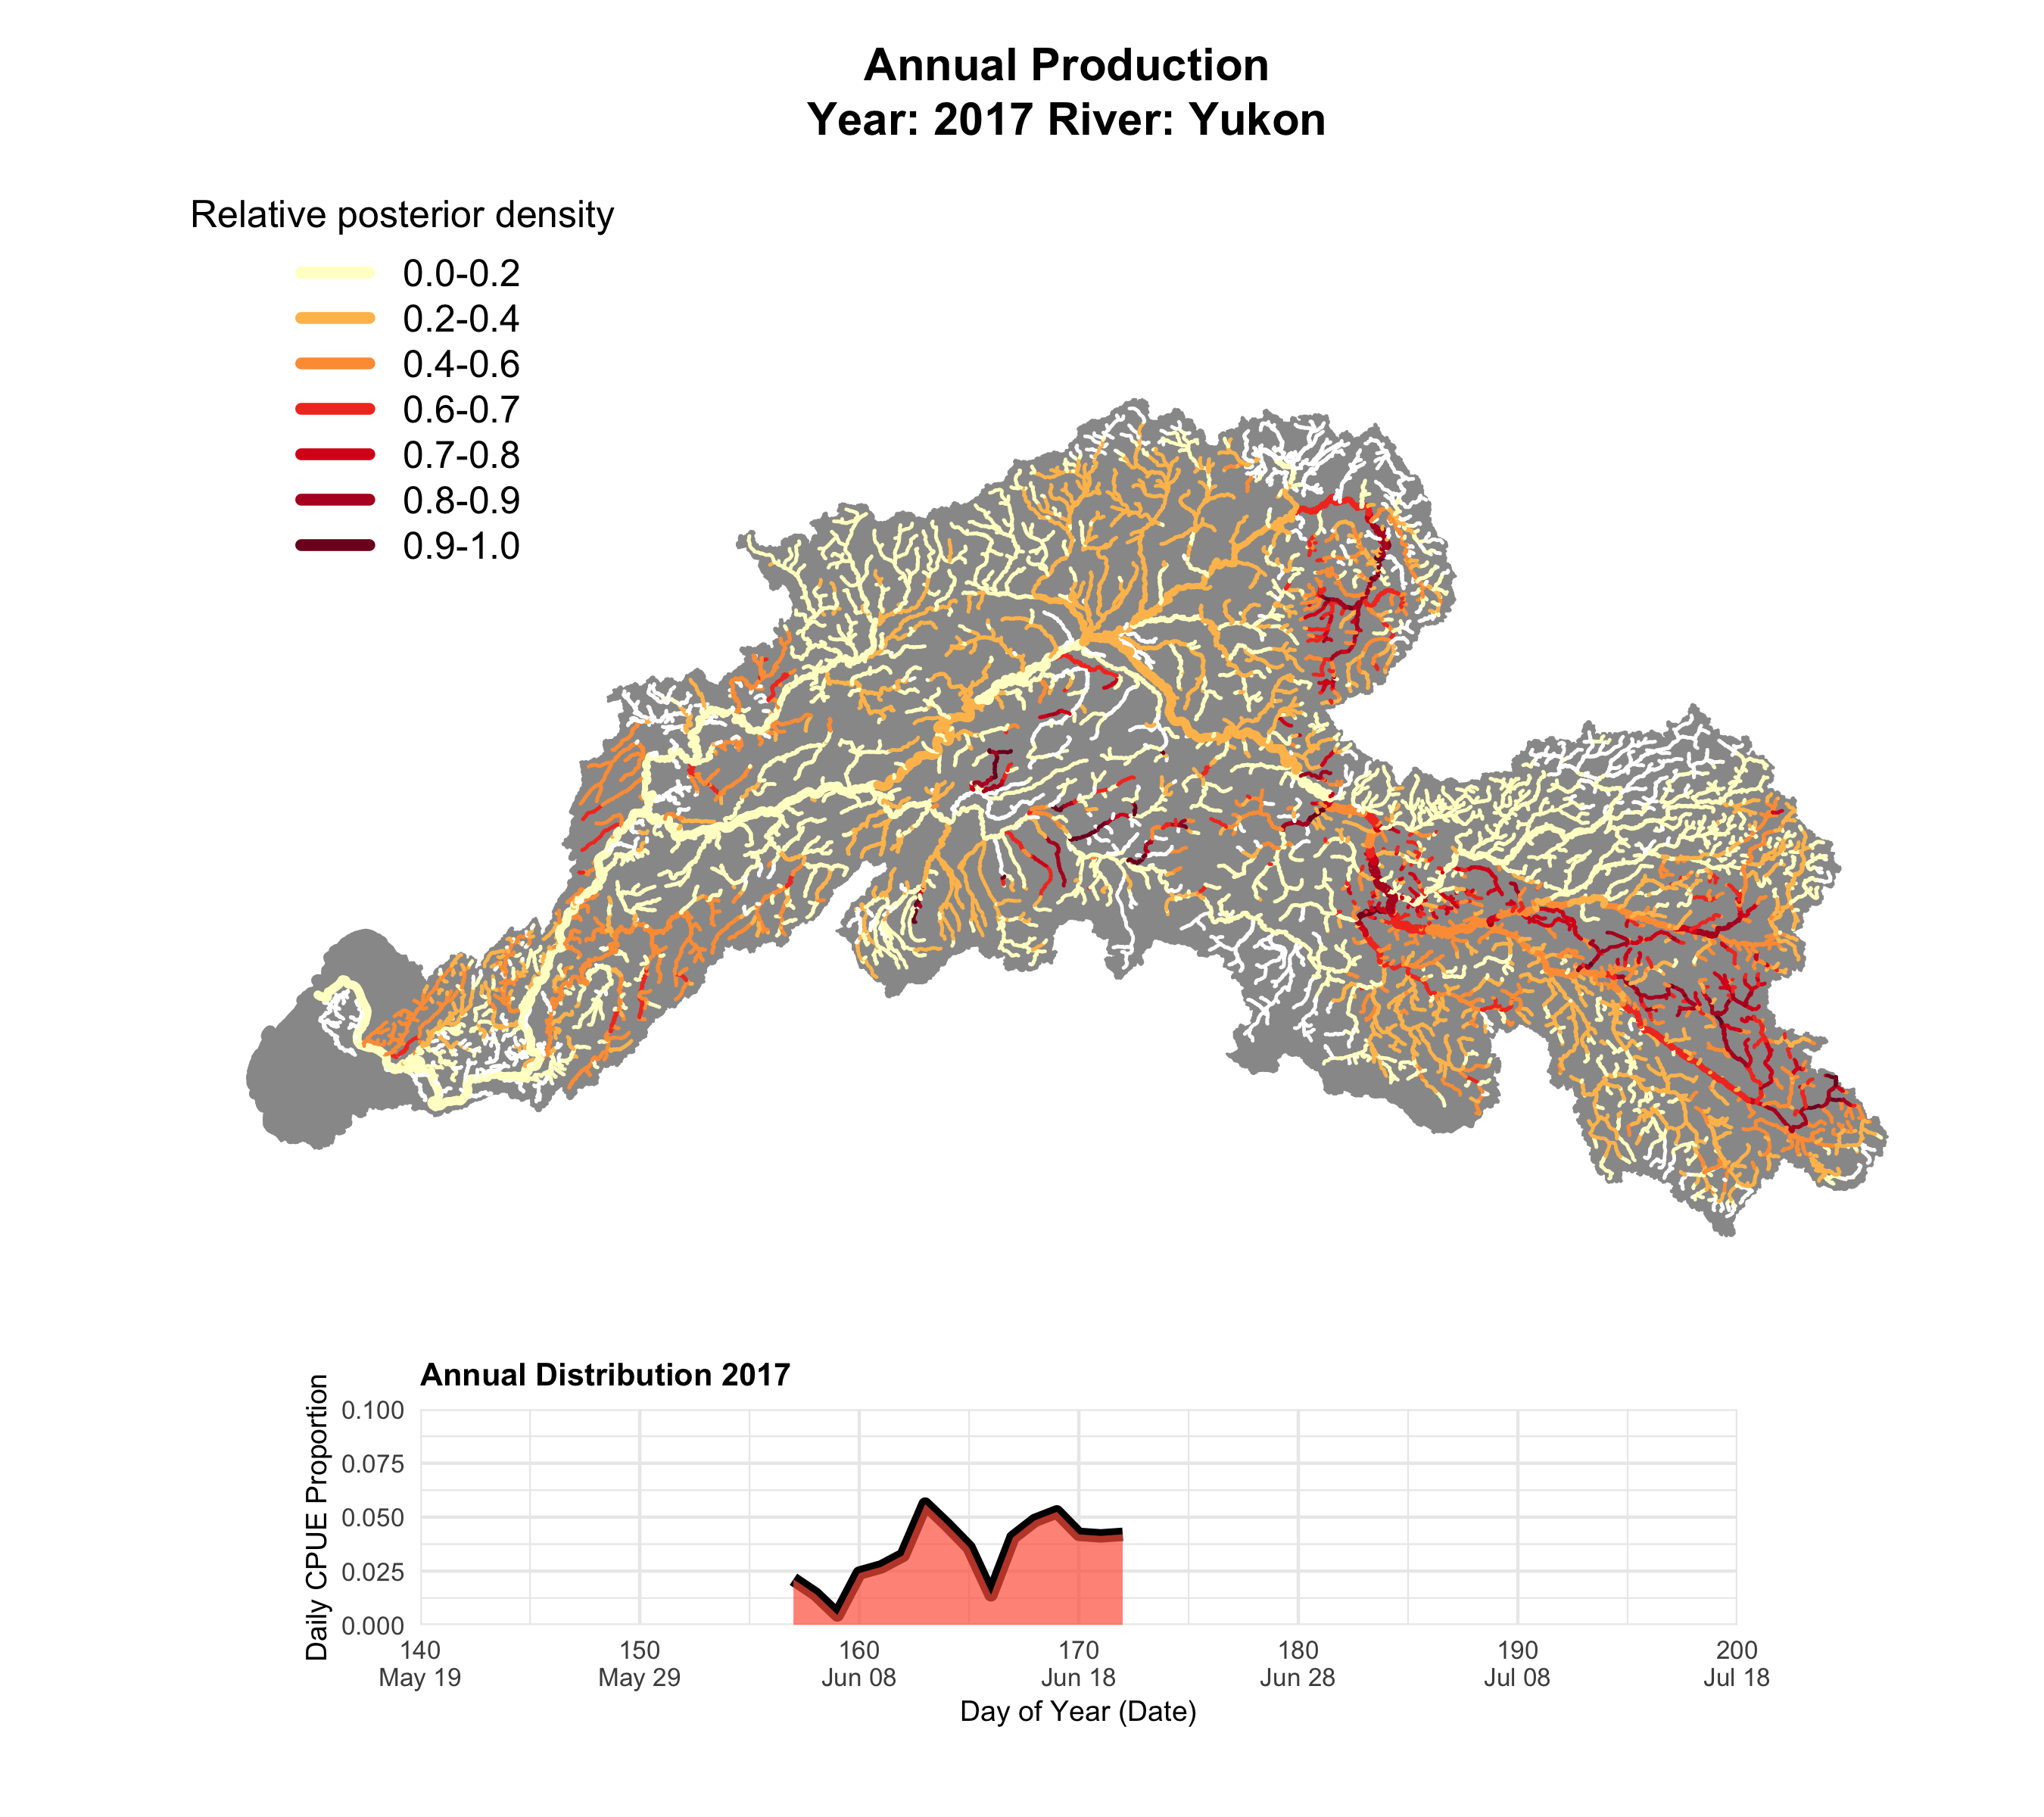 Annual Production
Year: 2017 River: Yukon
Relative posterior density
0.0-0.2
0.2-0.4
0.4-0.6
0.6-0.7
0.7-0.8
0.8-0.9
0.9-1.0
Annual Distribution 2017
Daily CPUE Proportion
0.100
0.075
0.050
0.025
0.000
140 150 160 170 180 190 200
May 19 May 29 Jun 08 Jun 18 Jun 28 Jul 08 Jul 18
Day of Year (Date)